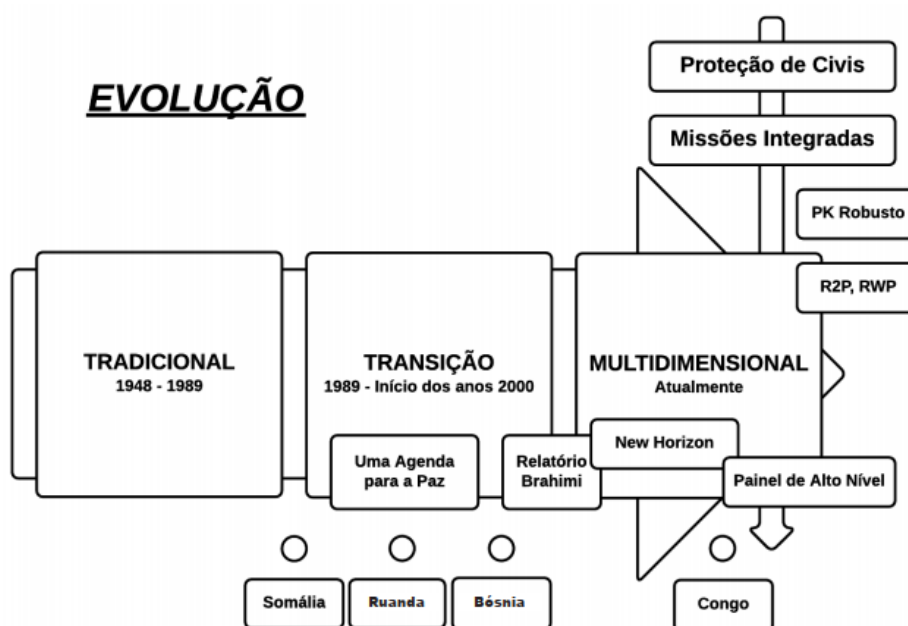 EVOLUÇÃO
Proteção de Civis
Missões Integradas
PK Robusto
R2P, RWP
TRADICIONAL
1948 - 1989
TRANSIÇÃO
1989 - Início dos anos 2000
MULTIDIMENSIONAL
Atualmente
Uma Agenda
para a Paz
Relatório
Brahimi
New Horizon
Painel de Alto Nível
Somália
Ruanda
Bósnia
Congo